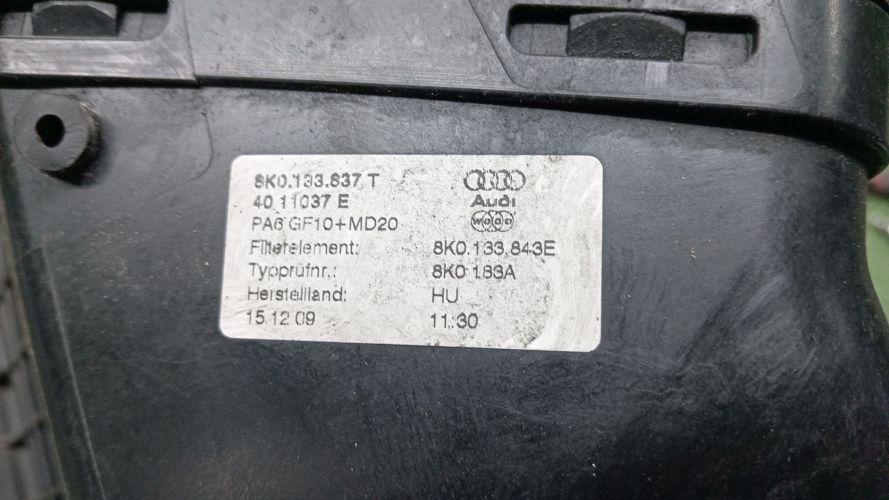 8K0.133.837 T
40 11037 E
PA6 GF10+MD20
Audi
Filterelement: 8K0.133.843E
Typprüfnr.: 8K0 133A
Herstellland: HU
15.12.09 11:30